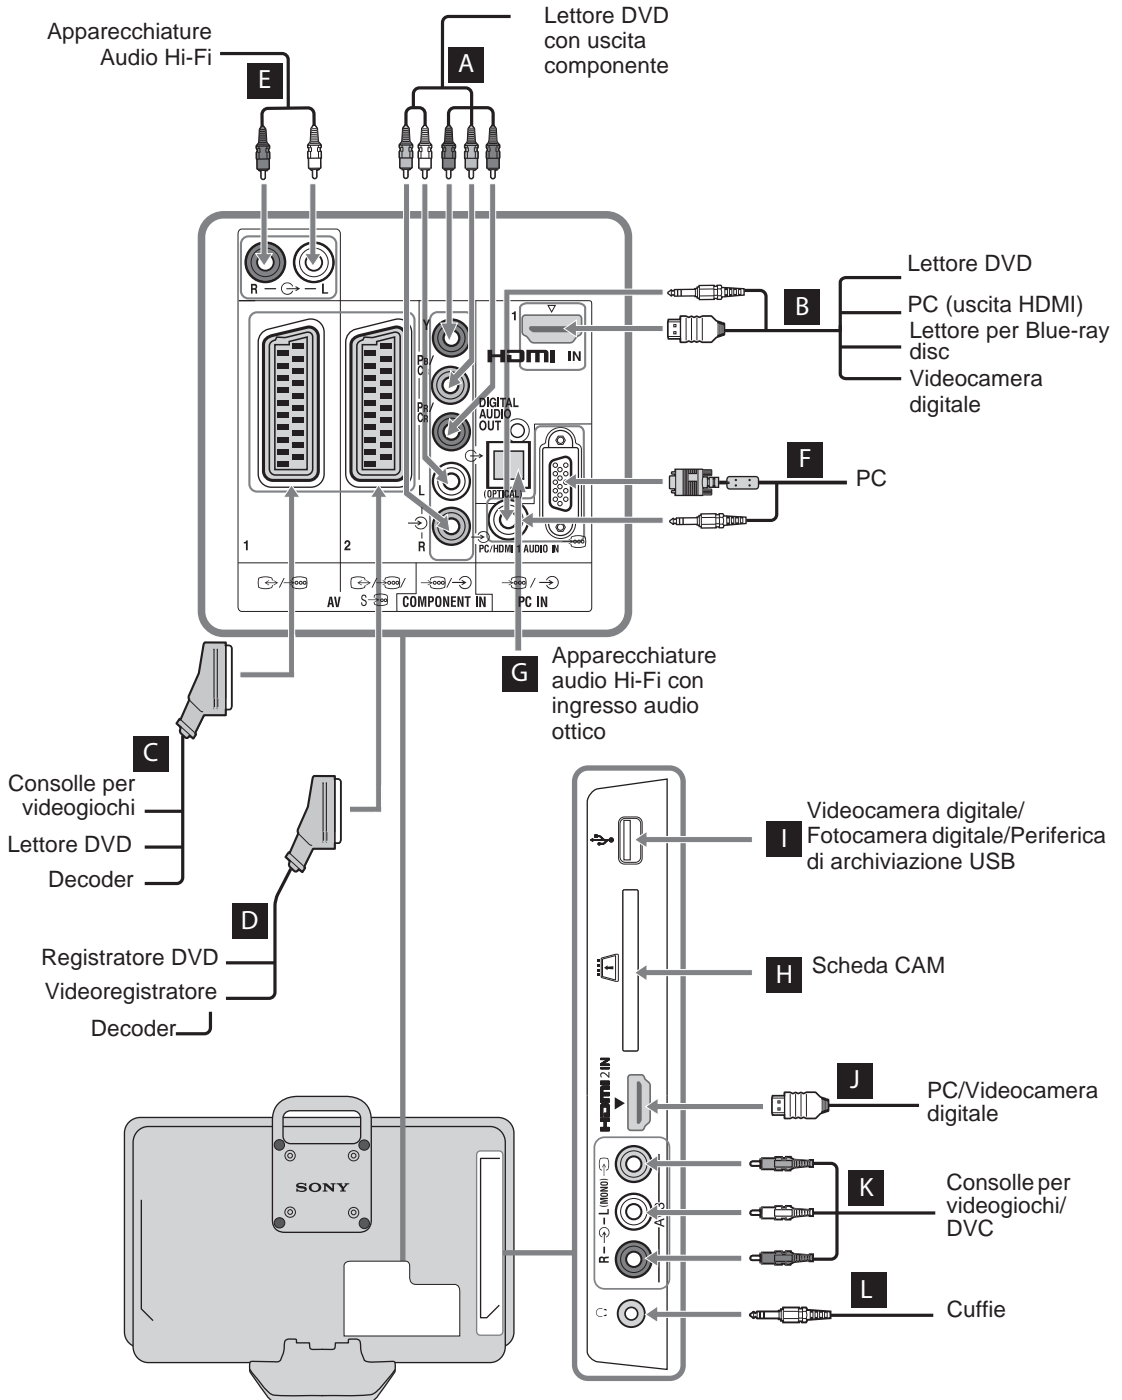 Apparecchiature
Audio Hi-Fi
E
A
Lettore DVD
con uscita
componente
R
L
Y
PB/
CB
PR/
CR
L
R
1
HDMI IN
DIGITAL
AUDIO
OUT
(OPTICAL)
PC/HDMI 1 AUDIO IN
1
2
AV
S
COMPONENT IN
PC IN
B
Lettore DVD
PC (uscita HDMI)
Lettore per Blue-ray
disc
Videocamera
digitale
F
PC
G
Apparecchiature
audio Hi-Fi con
ingresso audio
ottico
C
Consolle per
videogiochi
Lettore DVD
Decoder
D
Registratore DVD
Videoregistratore
Decoder
SONY
I
Videocamera digitale/
Fotocamera digitale/Periferica
di archiviazione USB
H
Scheda CAM
HDMI 2 IN
J
PC/Videocamera
digitale
R
L (MONO)
AV3
K
Consolle per
videogiochi/
DVC
L
Cuffie